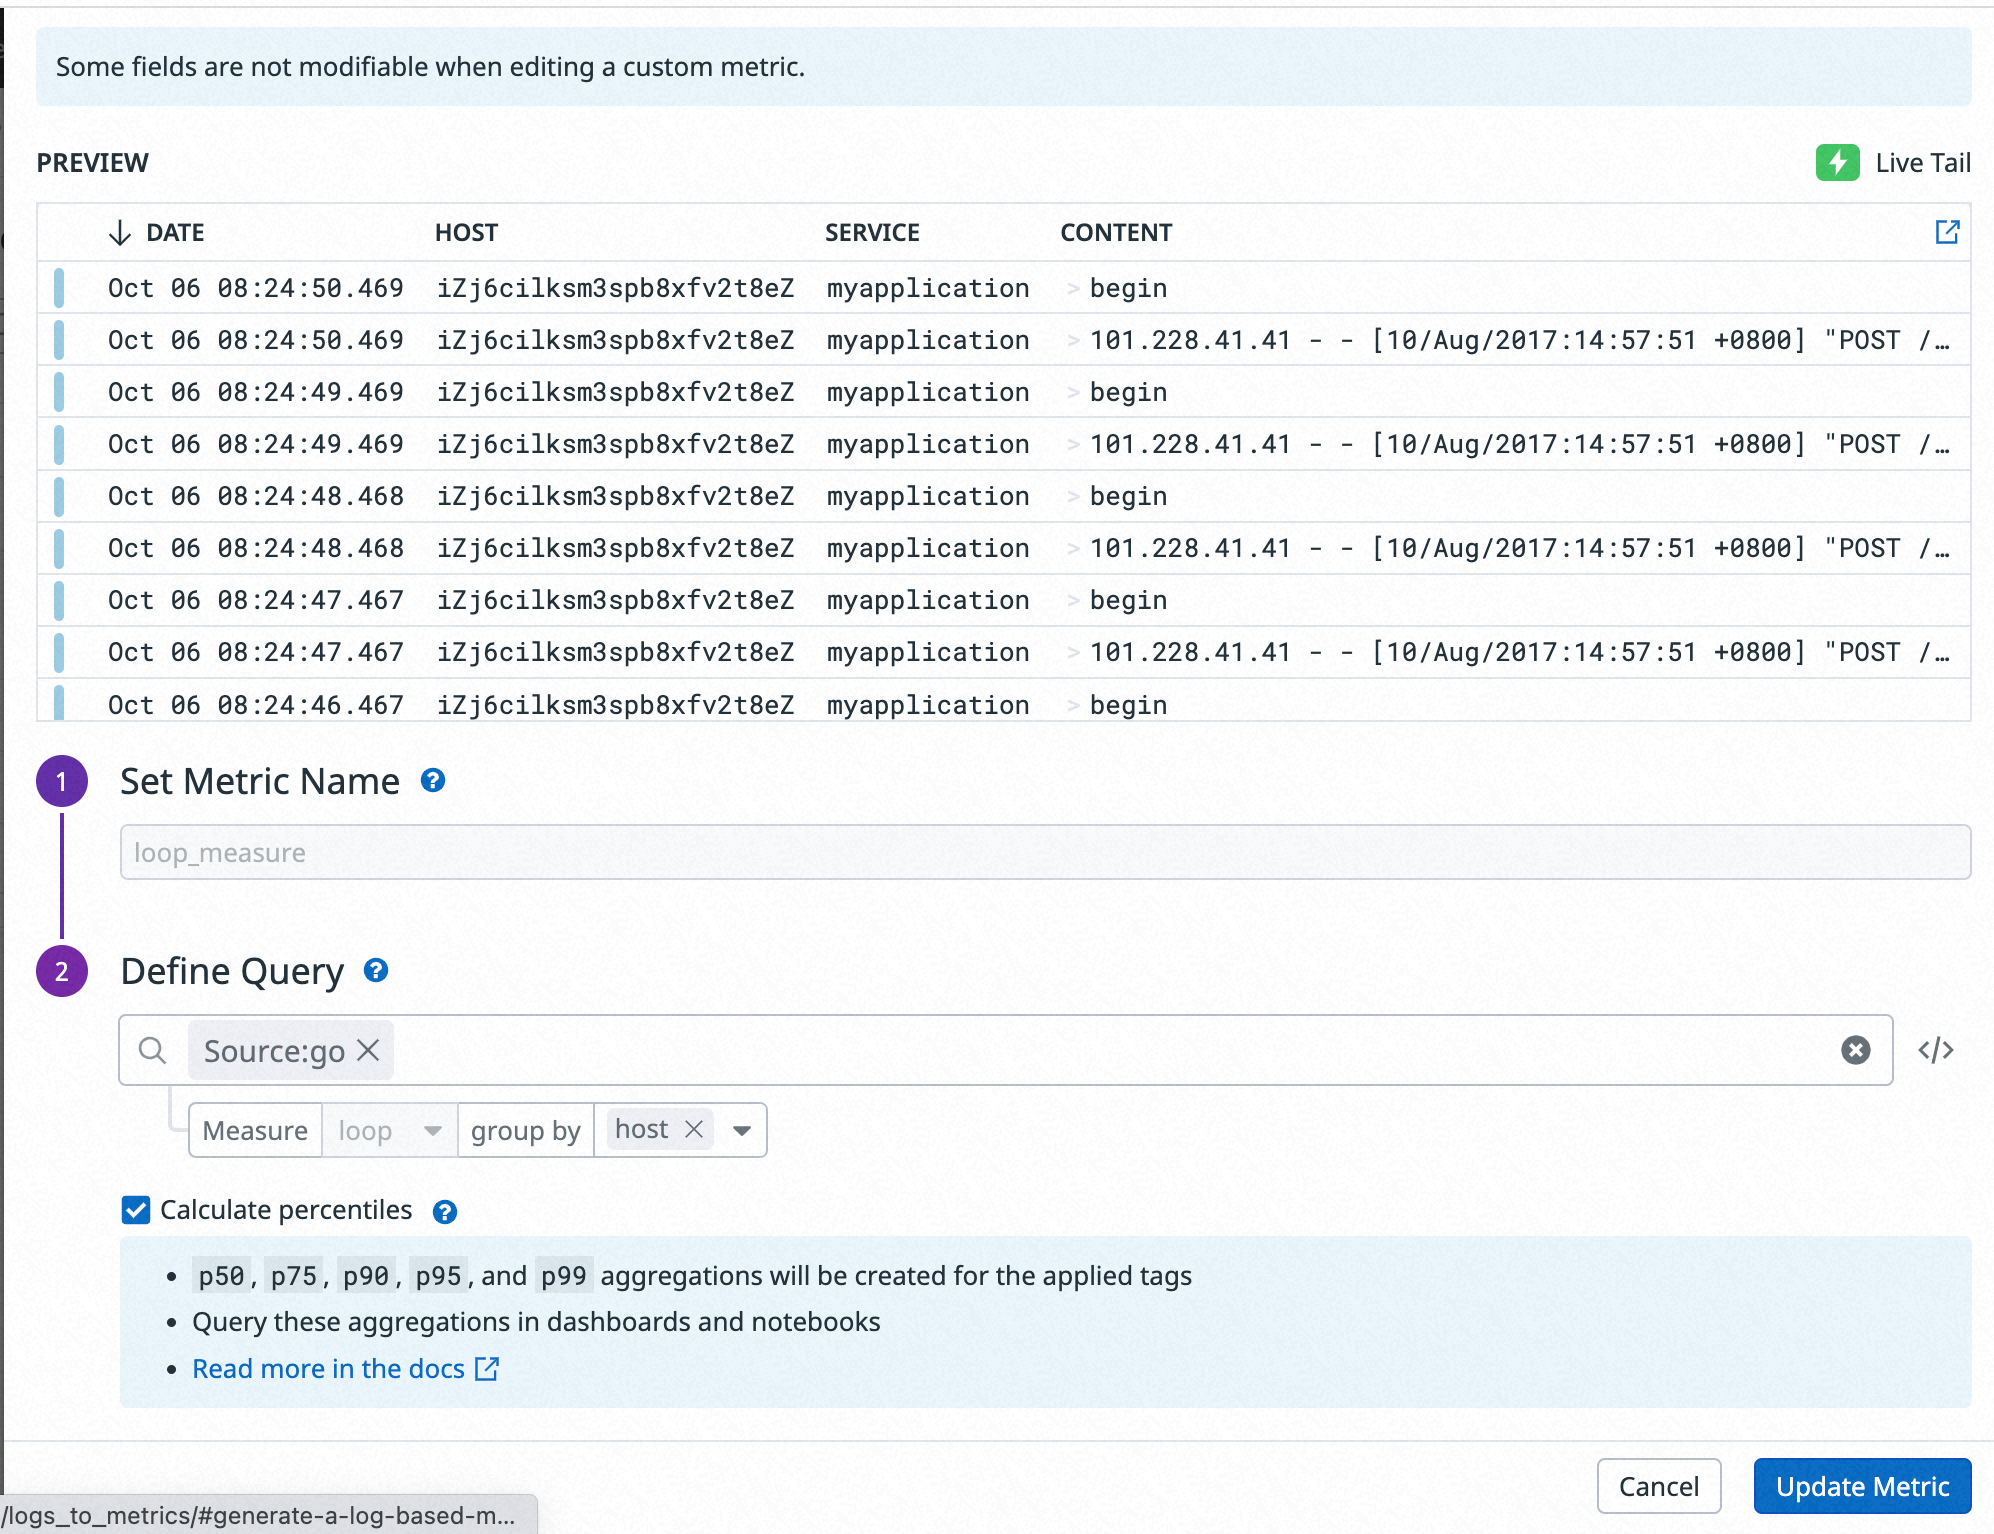 Some fields are not modifiable when editing a custom metric.
PREVIEW
Live Tail
DATE HOST SERVICE CONTENT
Oct 06 08:24:50.469 iZj6cilksm3spb8xfv2t8eZ myapplication > begin
Oct 06 08:24:50.469 iZj6cilksm3spb8xfv2t8eZ myapplication > 101.228.41.41 - - [10/Aug/2017:14:57:51 +0800] "POST /…
Oct 06 08:24:49.469 iZj6cilksm3spb8xfv2t8eZ myapplication > begin
Oct 06 08:24:49.469 iZj6cilksm3spb8xfv2t8eZ myapplication > 101.228.41.41 - - [10/Aug/2017:14:57:51 +0800] "POST /…
Oct 06 08:24:48.468 iZj6cilksm3spb8xfv2t8eZ myapplication > begin
Oct 06 08:24:48.468 iZj6cilksm3spb8xfv2t8eZ myapplication > 101.228.41.41 - - [10/Aug/2017:14:57:51 +0800] "POST /…
Oct 06 08:24:47.467 iZj6cilksm3spb8xfv2t8eZ myapplication > begin
Oct 06 08:24:47.467 iZj6cilksm3spb8xfv2t8eZ myapplication > 101.228.41.41 - - [10/Aug/2017:14:57:51 +0800] "POST /…
Oct 06 08:24:46.467 iZj6cilksm3spb8xfv2t8eZ myapplication > begin
1 Set Metric Name ?
loop_measure
2 Define Query ?
Source:go
</>
Measure loop group by host
Calculate percentiles ?
• p50, p75, p90, p95, and p99 aggregations will be created for the applied tags
• Query these aggregations in dashboards and notebooks
• Read more in the docs
Cancel Update Metric
/logs_to_metrics/#generate-a-log-based-m...